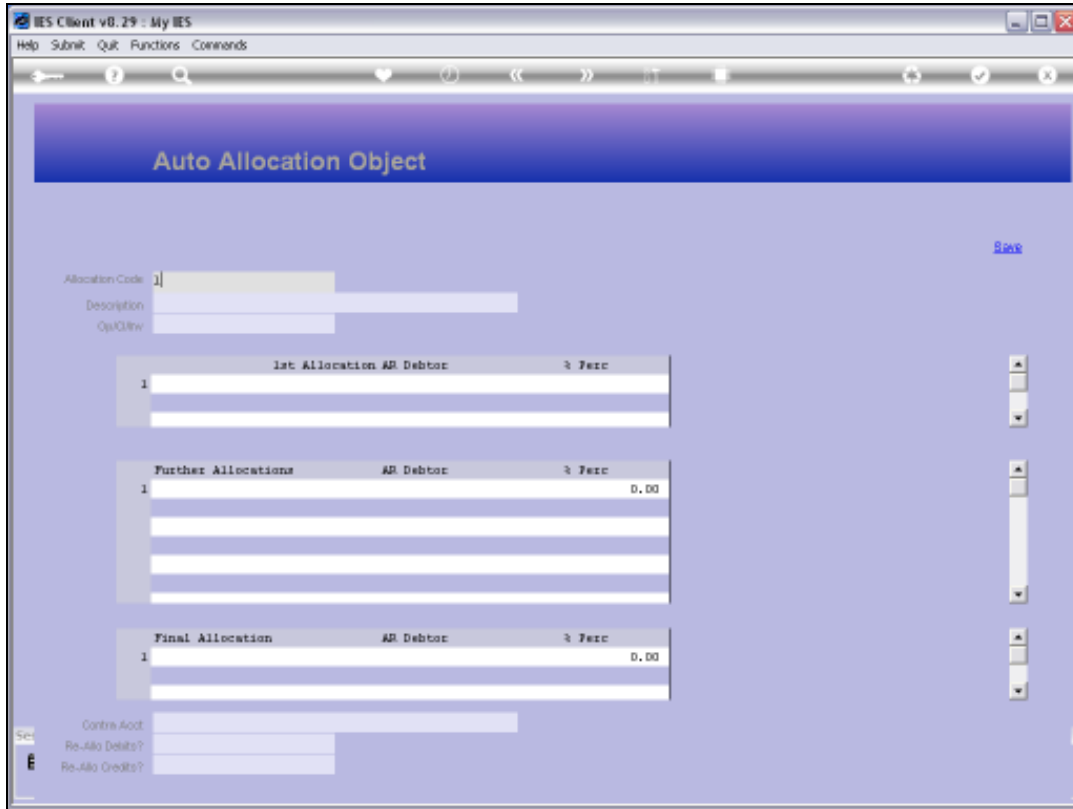 IES Client v8.29 : My IES
Help Submit Quit Functions Commands
Auto Allocation Object
Save
Allocation Code 1
Description
Op/O/Inv
1st Allocation AR Debtor % Perc
1
Further Allocations AR Debtor % Perc
1 0.00
Final Allocation AR Debtor % Perc
1 0.00
Contra Acct
Re-Allo Debits?
Re-Allo Credits?